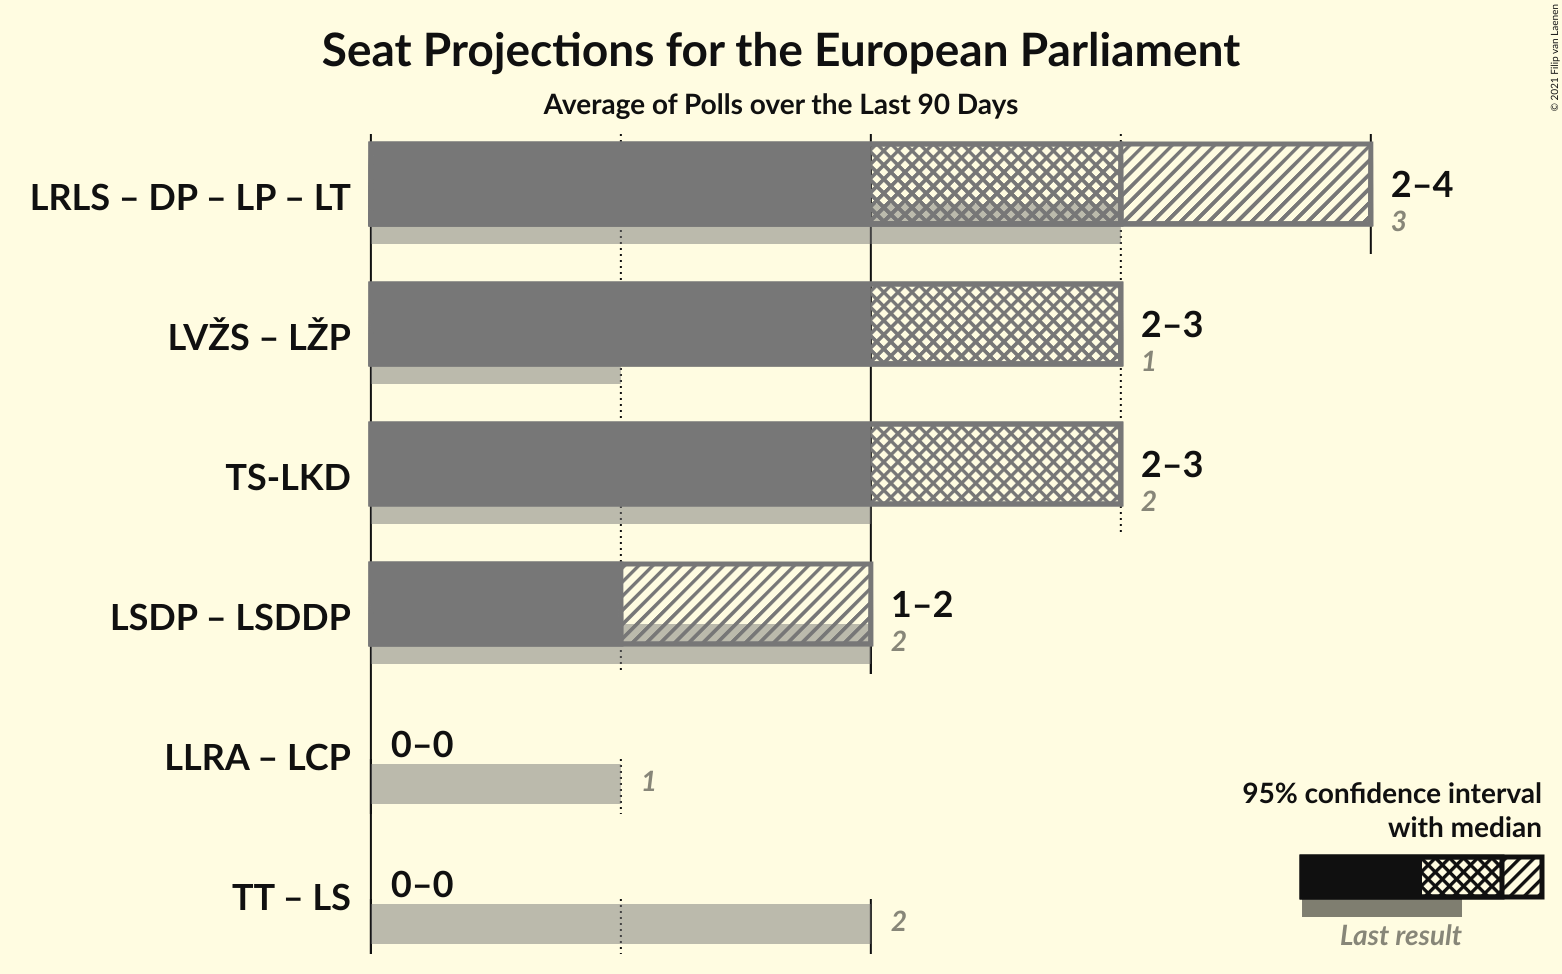 Seat Projections for the European Parliament
Average of Polls over the Last 90 Days
© 2021 Filip van Laenen
LRLS – DP – LP – LT
2–4
3
LVŽS – LŽP
2–3
1
TS-LKD
2–3
2
LSDP – LSDDP
1–2
2
LLRA – LCP
0–0
1
TT – LS
0–0
2
95% confidence interval
with median
Last result